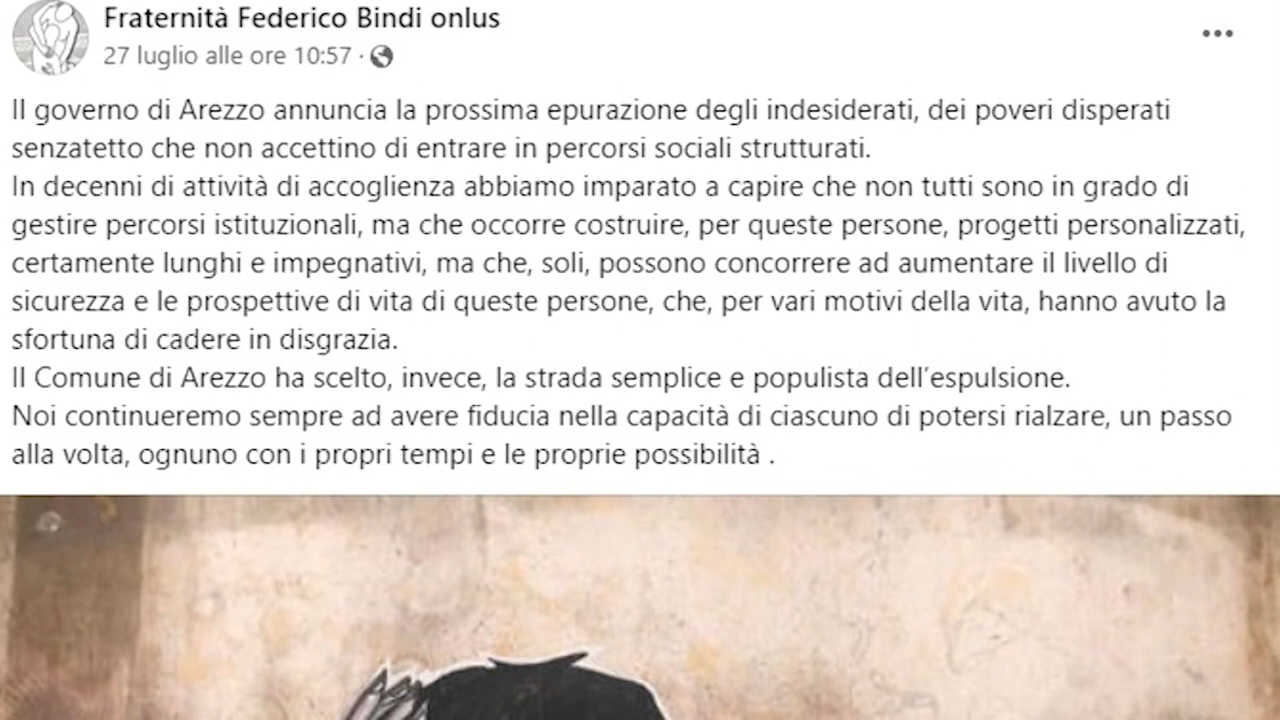 Fraternità Federico Bindi onlus
27 luglio alle ore 10:57 ·
Il governo di Arezzo annuncia la prossima epurazione degli indesiderati, dei poveri disperati
senzatetto che non accettino di entrare in percorsi sociali strutturati.
In decenni di attività di accoglienza abbiamo imparato a capire che non tutti sono in grado di
gestire percorsi istituzionali, ma che occorre costruire, per queste persone, progetti personalizzati,
certamente lunghi e impegnativi, ma che, soli, possono concorrere ad aumentare il livello di
sicurezza e le prospettive di vita di queste persone, che, per vari motivi della vita, hanno avuto la
sfortuna di cadere in disgrazia.
Il Comune di Arezzo ha scelto, invece, la strada semplice e populista dell'espulsione.
Noi continueremo sempre ad avere fiducia nella capacità di ciascuno di potersi rialzare, un passo
alla volta, ognuno con i propri tempi e le proprie possibilità .